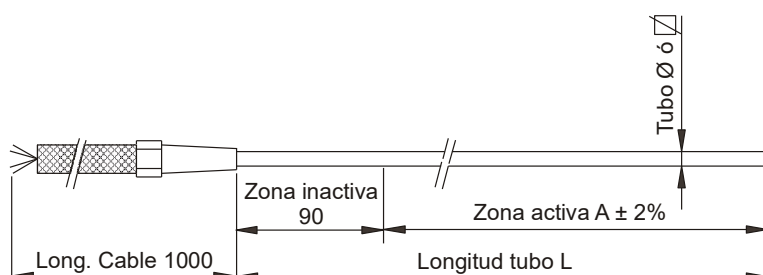 Tubo Ø ó
Zona inactiva
90
Zona activa A ± 2%
Long. Cable 1000
Longitud tubo L